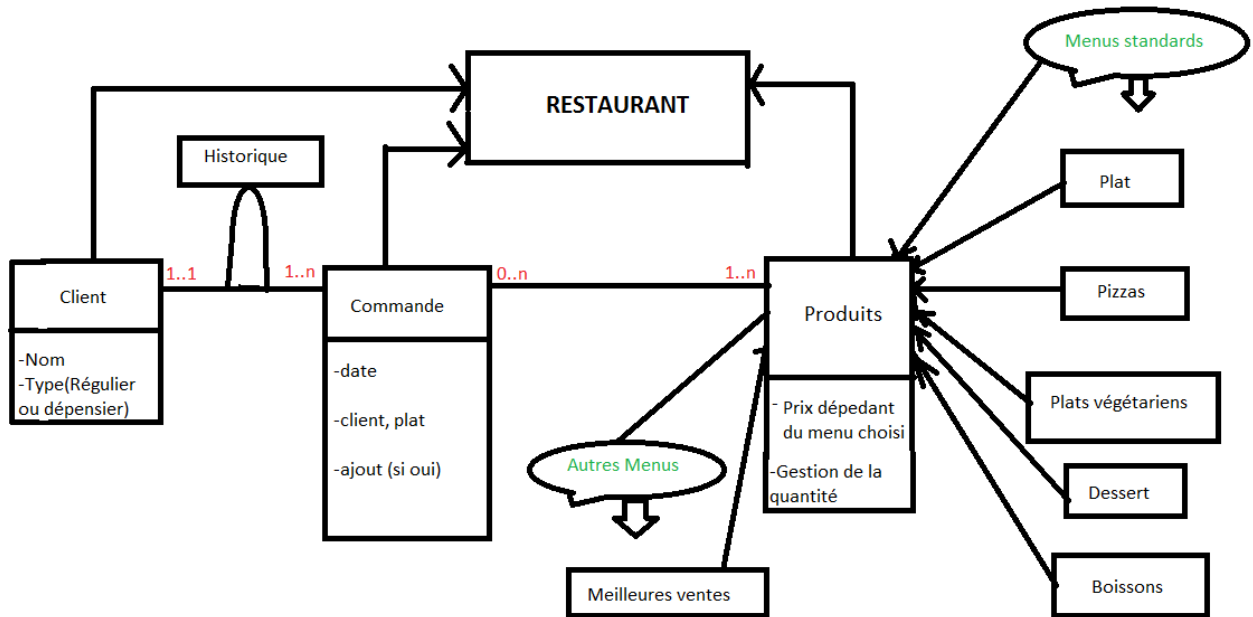 Menus standards
RESTAURANT
Historique
Plat
1..1
1..n
0..n
1..n
Client
Commande
Produits
Pizzas
-Nom
-Type(Régulier
ou dépensier)
-date
-client, plat
-ajout (si oui)
- Prix dépedant
du menu choisi
-Gestion de la
quantité
Plats végétariens
Autres Menus
Dessert
Meilleures ventes
Boissons